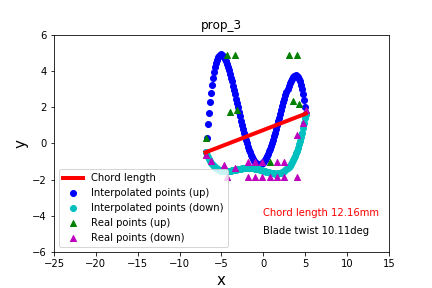 prop_3
6
4
2
0
−2
−4
−6
y
Chord length
Interpolated points (up)
Interpolated points (down)
Real points (up)
Real points (down)
Chord length 12.16mm
Blade twist 10.11deg
−25 −20 −15 −10 −5 0 5 10 15
x